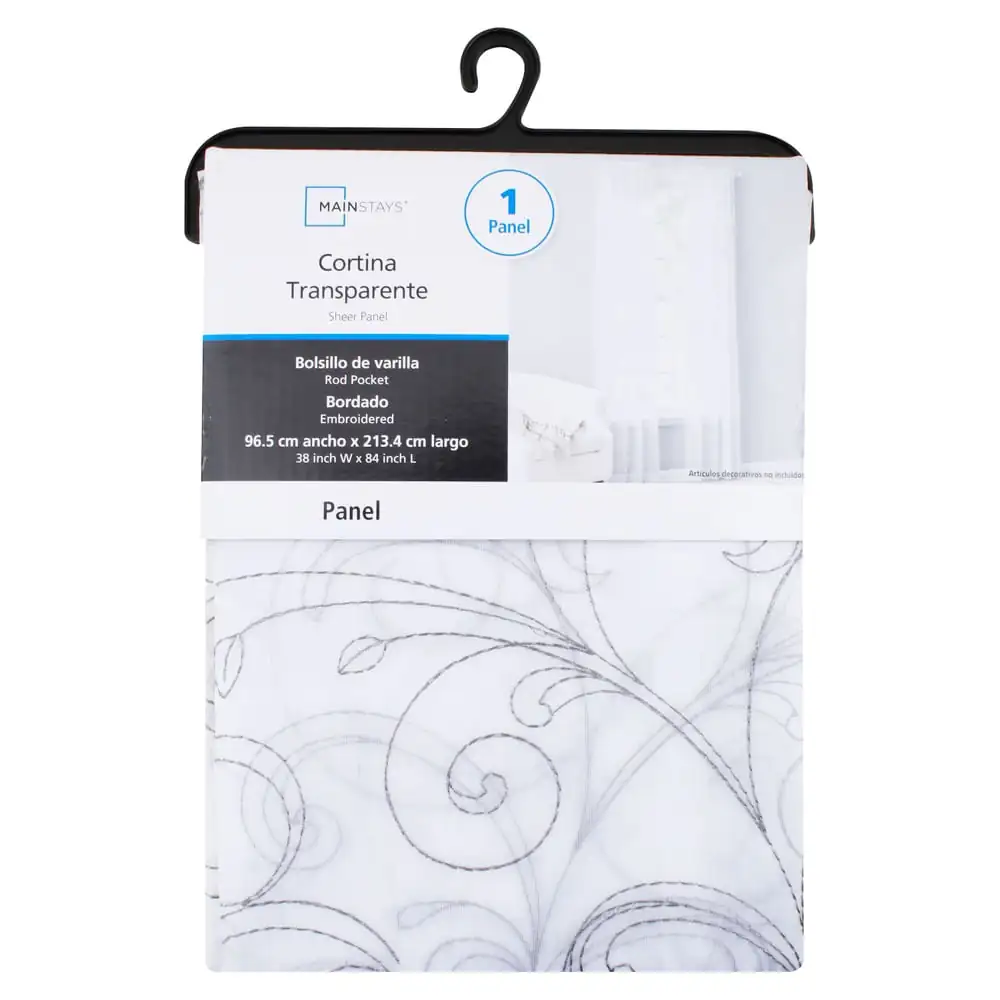 MAINSTAYS
1
Panel
Cortina
Transparente
Sheer Panel
Bolsillo de varilla
Rod Pocket
Bordado
Embroidered
96.5 cm ancho x 213.4 cm largo
38 inch W x 84 inch L
Artículos decorativos no incluidos
Panel